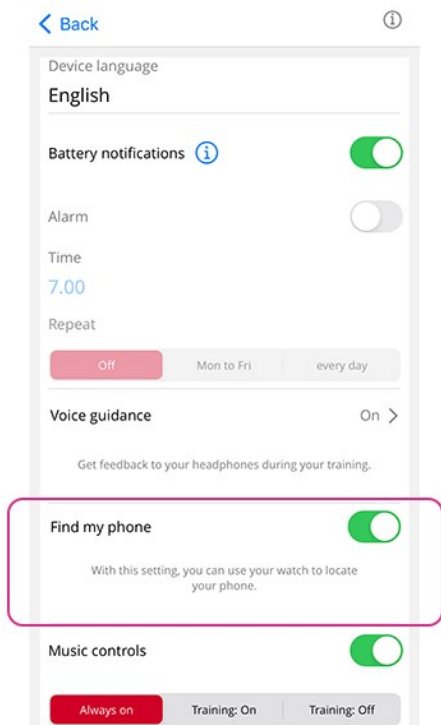 Back
Device language
English
Battery notifications
Alarm
Time
7.00
Repeat
Off Mon to Fri every day
Voice guidance On
Get feedback to your headphones during your training.
Find my phone
With this setting, you can use your watch to locate
your phone.
Music controls
Always on Training: On Training: Off